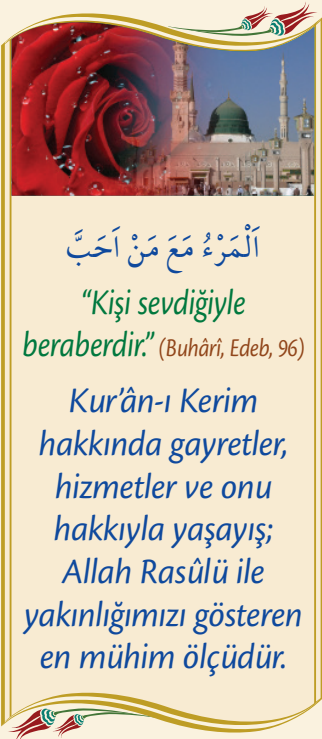 اَلْمَرْءُ مَعَ مَنْ اَحَبَّ
“Kişi sevdiğiyle
beraberdir.” (Buhârî, Edeb, 96)
Kur’ân-ı Kerim
hakkında gayretler,
hizmetler ve onu
hakkıyla yaşayış;
Allah Rasûlü ile
yakınlığımızı gösteren
en mühim ölçüdür.